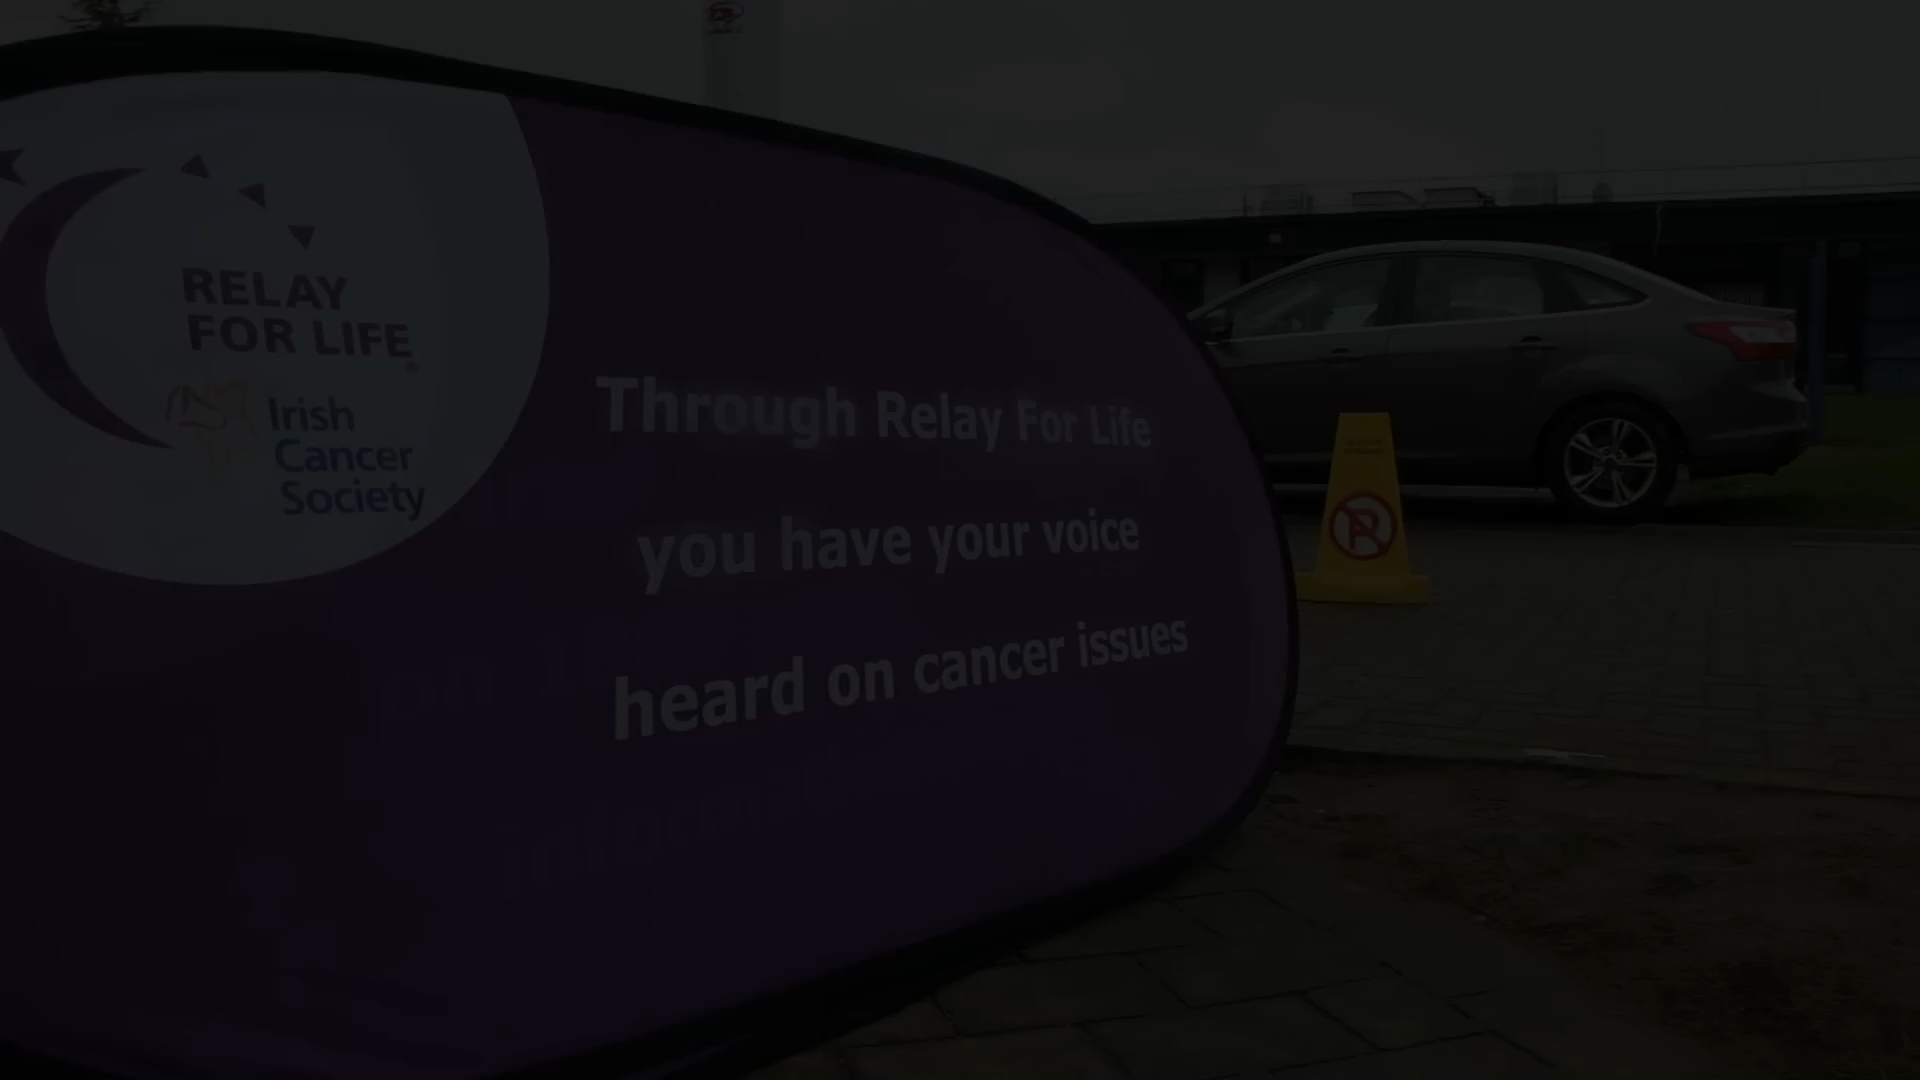 RELAY
FOR LIFE
Irish
Cancer
Society
Through Relay For Life
you have your voice
heard on cancer issues